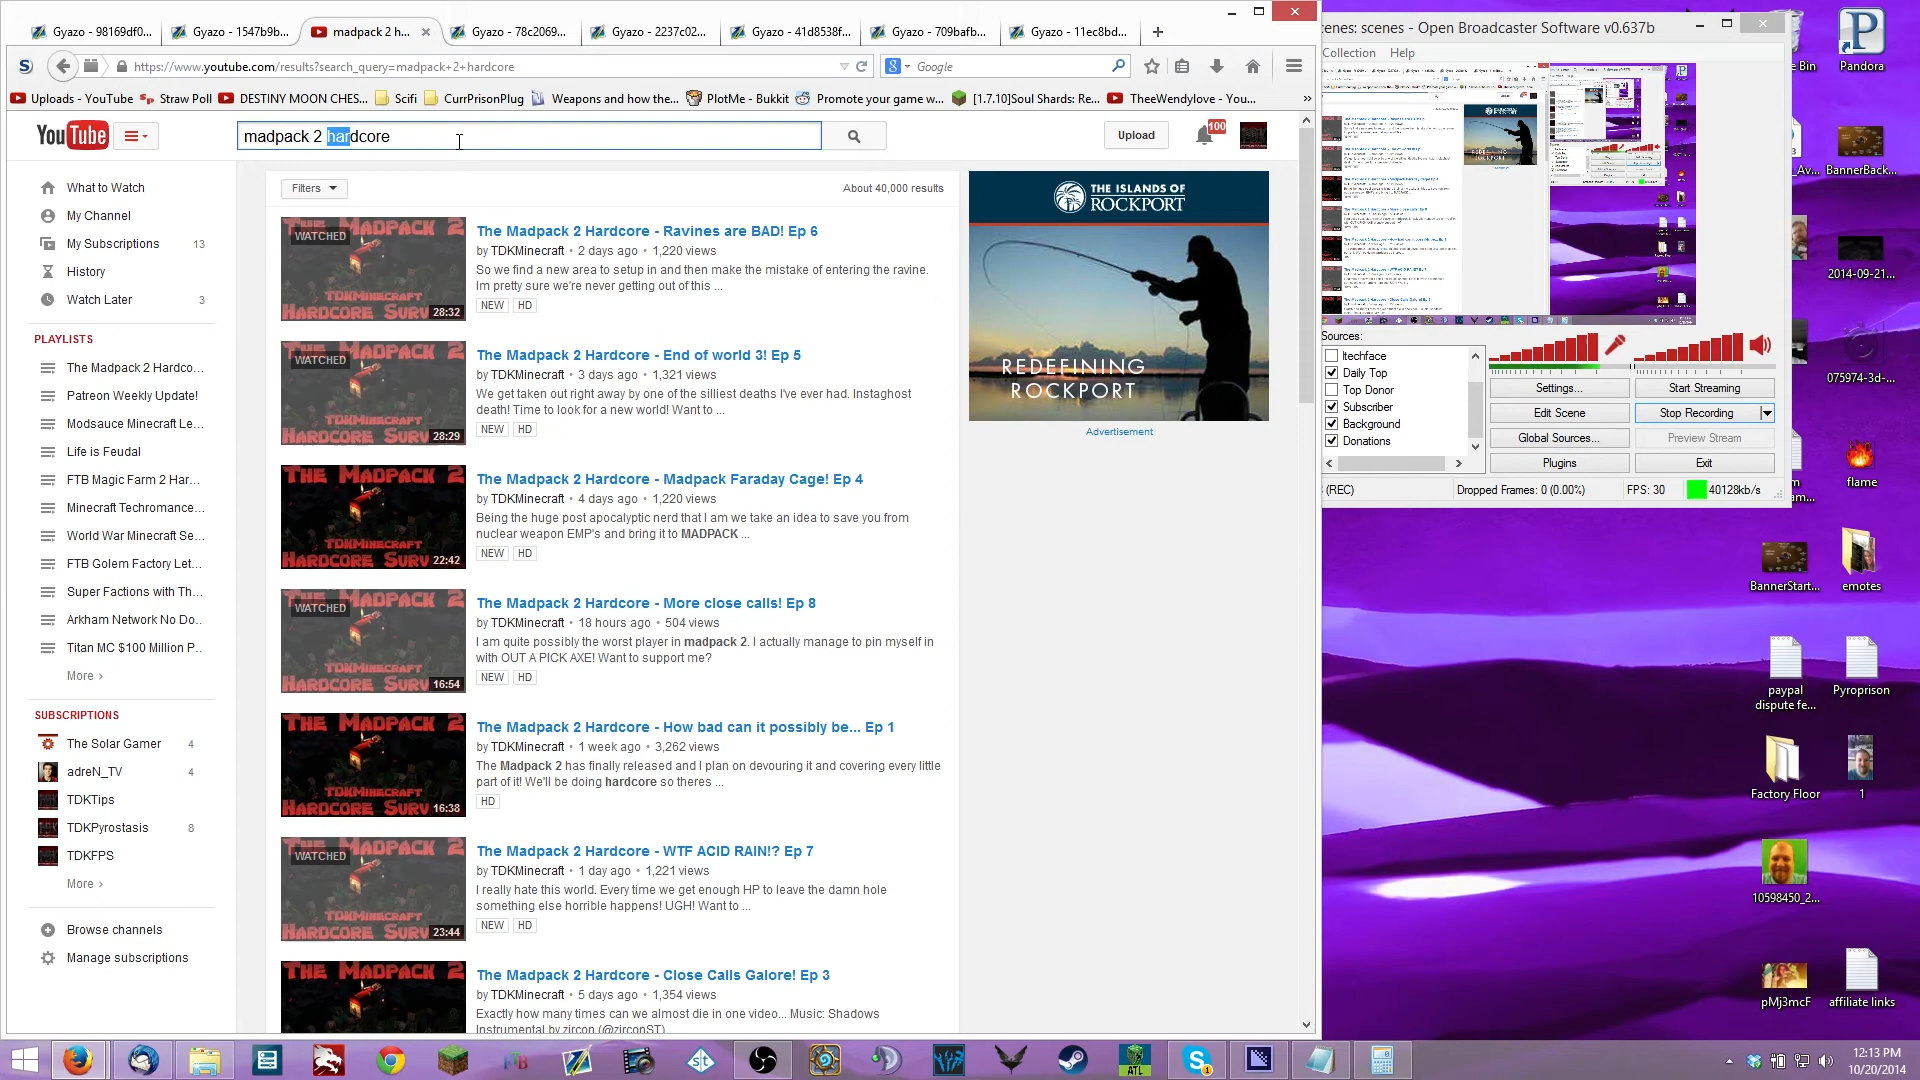 Gyazo - 98169df0...
Gyazo - 1547b9b...
madpack 2 h...
Gyazo - 78c2069...
Gyazo - 2237c02...
Gyazo - 41d8538f...
Gyazo - 709bafb...
Gyazo - 11ec8bd...
https://www.youtube.com/results?search_query=madpack+2+hardcore
Google
Uploads - YouTube
Straw Poll
DESTINY MOON CHES...
Scifi
CurrPrisonPlug
Weapons and how the...
PlotMe - Bukkit
Promote your game w...
[1.7.10]Soul Shards: Re...
TheeWendylove - You...
YouTube
madpack 2 hardcore
Upload
100
What to Watch
My Channel
My Subscriptions 13
History
Watch Later 3
PLAYLISTS
The Madpack 2 Hardco...
Patreon Weekly Update!
Modsauce Minecraft Le...
Life is Feudal
FTB Magic Farm 2 Har...
Minecraft Techromance...
World War Minecraft Se...
FTB Golem Factory Let...
Super Factions with Th...
Arkham Network No Do...
Titan MC $100 Million P...
More ›
SUBSCRIPTIONS
The Solar Gamer 4
adreN_TV 4
TDKTips
TDKPyrostasis 8
TDKFPS
More ›
Browse channels
Manage subscriptions
Filters
About 40,000 results
WATCHED
28:32
The Madpack 2 Hardcore - Ravines are BAD! Ep 6
by TDKMinecraft • 2 days ago • 1,220 views
So we find a new area to setup in and then make the mistake of entering the ravine.
Im pretty sure we're never getting out of this ...
NEW HD
WATCHED
28:29
The Madpack 2 Hardcore - End of world 3! Ep 5
by TDKMinecraft • 3 days ago • 1,321 views
We get taken out right away by one of the silliest deaths I've ever had. Instaghost
death! Time to look for a new world! Want to ...
NEW HD
THE MADPACK 2
TDKMINECRAFT
HARDCORE SURV
22:42
The Madpack 2 Hardcore - Madpack Faraday Cage! Ep 4
by TDKMinecraft • 4 days ago • 1,220 views
Being the huge post apocalyptic nerd that I am we take an idea to save you from
nuclear weapon EMP's and bring it to MADPACK ...
NEW HD
WATCHED
16:54
The Madpack 2 Hardcore - More close calls! Ep 8
by TDKMinecraft • 18 hours ago • 504 views
I am quite possibly the worst player in madpack 2. I actually manage to pin myself in
with OUT A PICK AXE! Want to support me?
NEW HD
THE MADPACK 2
TDKMINECRAFT
HARDCORE SURV
16:38
The Madpack 2 Hardcore - How bad can it possibly be... Ep 1
by TDKMinecraft • 1 week ago • 3,262 views
The Madpack 2 has finally released and I plan on devouring it and covering every little
part of it! We'll be doing hardcore so theres ...
HD
WATCHED
23:44
The Madpack 2 Hardcore - WTF ACID RAIN!? Ep 7
by TDKMinecraft • 1 day ago • 1,221 views
I really hate this world. Every time we get enough HP to leave the damn hole
something else horrible happens! UGH! Want to ...
NEW HD
THE MADPACK 2
The Madpack 2 Hardcore - Close Calls Galore! Ep 3
by TDKMinecraft • 5 days ago • 1,354 views
Exactly how many times can we almost die in one video... Music: Shadows
Instrumental by zircon (@zirconST)
THE ISLANDS OF
ROCKPORT
REDEFINING
ROCKPORT
Advertisement
cenes: scenes - Open Broadcaster Software v0.637b
Collection Help
Sources:
Itechface
Daily Top
Top Donor
Subscriber
Background
Donations
Settings...
Start Streaming
Edit Scene
Stop Recording
Global Sources...
Preview Stream
Plugins
Exit
(REC)
Dropped Frames: 0 (0.00%)
FPS: 30
40128kb/s
Bin
Pandora
Av...
BannerBack...
2014-09-21...
075974-3d-...
flame
BannerStart...
emotes
paypal
dispute fe...
Pyroprison
Factory Floor
1
10598450_2...
pMj3mcF
affiliate links
FTB
ATL
12:13 PM
10/20/2014